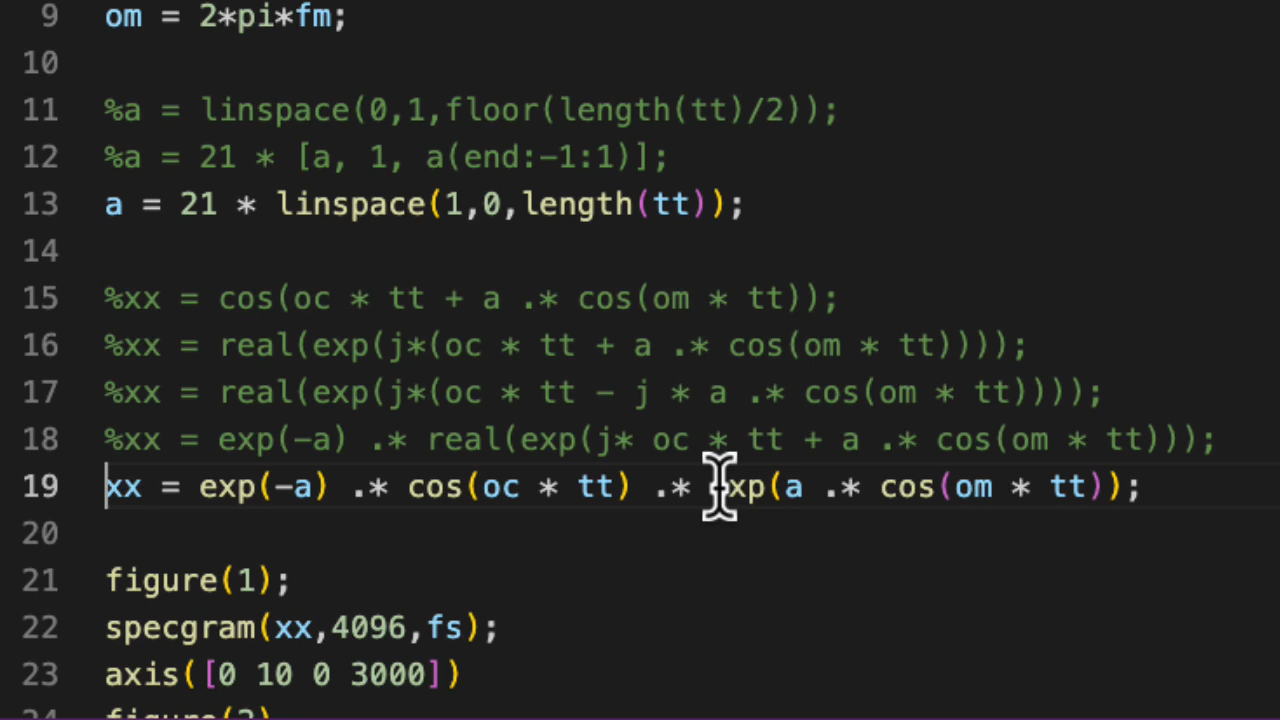 9 om = 2*pi*fm;
10
11 %a = linspace(0,1,floor(length(tt)/2));
12 %a = 21 * [a, 1, a(end:-1:1)];
13 a = 21 * linspace(1,0,length(tt));
14
15 %xx = cos(oc * tt + a .* cos(om * tt));
16 %xx = real(exp(j*(oc * tt + a .* cos(om * tt))));
17 %xx = real(exp(j*(oc * tt - j * a .* cos(om * tt))));
18 %xx = exp(-a) .* real(exp(j* oc * tt + a .* cos(om * tt)));
19 xx = exp(-a) .* cos(oc * tt) .* exp(a .* cos(om * tt));
20
21 figure(1);
22 specgram(xx,4096,fs);
23 axis([0 10 0 3000])
24 figure(2)